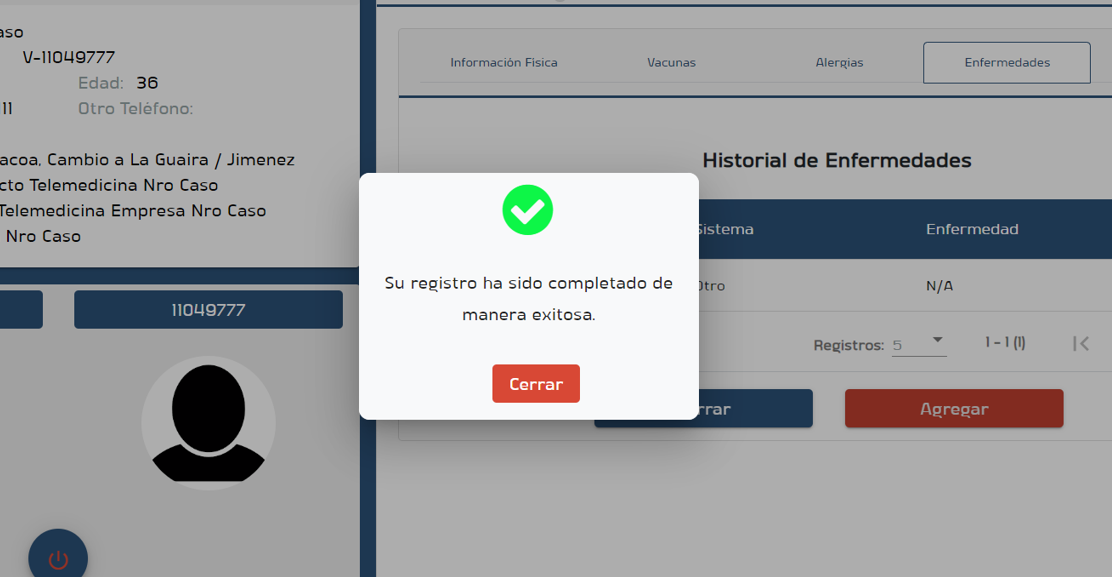 aso
V-11049777
Edad: 36
11
Otro Teléfono:
acoa, Cambio a La Guaira / Jimenez
cto Telemedicina Nro Caso
Telemedicina Empresa Nro Caso
Nro Caso
11049777
Información Fisica
Vacunas
Alergias
Enfermedades
Historial de Enfermedades
Sistema
Enfermedad
Otro
N/A
Registros: 5
1 - 1 (1)
rrar
Agregar
Su registro ha sido completado de
manera exitosa.
Cerrar